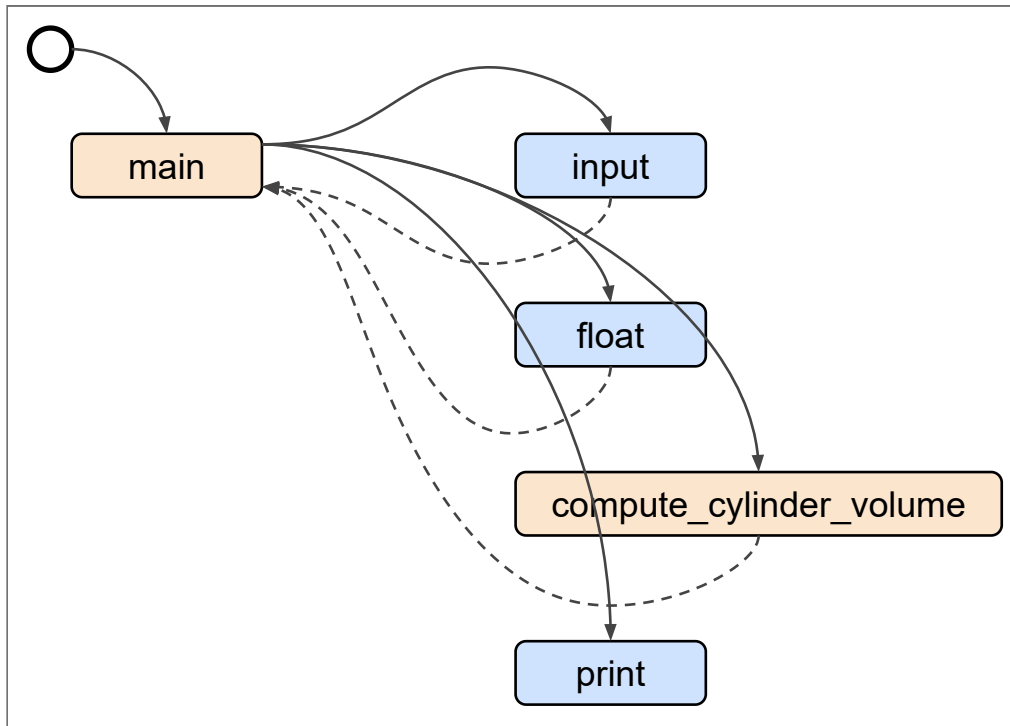 main
input
float
compute_cylinder_volume
print